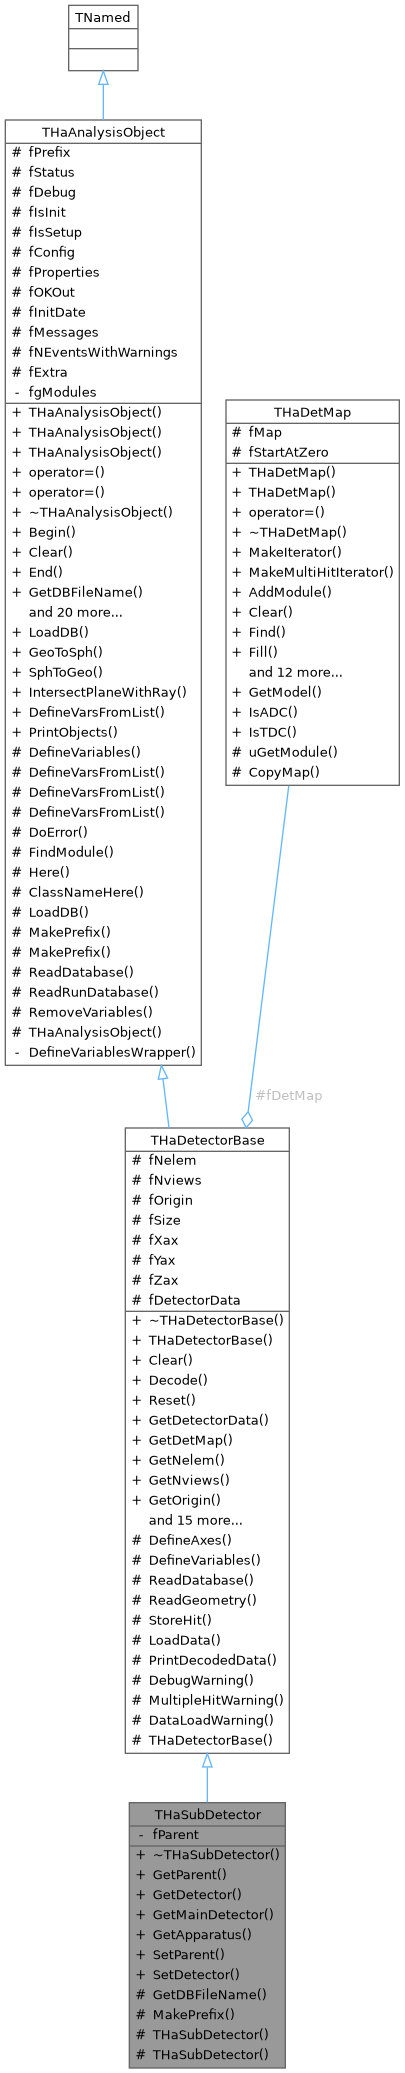 TNamed
THaAnalysisObject
# fPrefix
# fStatus
# fDebug
# fIsInit
# fIsSetup
# fConfig
# fProperties
# fOKOut
# fInitDate
# fMessages
# fNEventsWithWarnings
# fExtra
- fgModules
+ THaAnalysisObject()
+ THaAnalysisObject()
+ THaAnalysisObject()
+ operator=()
+ operator=()
+ ~THaAnalysisObject()
+ Begin()
+ Clear()
+ End()
+ GetDBFileName()
and 20 more...
+ LoadDB()
+ GeoToSph()
+ SphToGeo()
+ IntersectPlaneWithRay()
+ DefineVarsFromList()
+ PrintObjects()
# DefineVariables()
# DefineVarsFromList()
# DefineVarsFromList()
# DefineVarsFromList()
# DoError()
# FindModule()
# Here()
# ClassNameHere()
# LoadDB()
# MakePrefix()
# MakePrefix()
# ReadDatabase()
# ReadRunDatabase()
# RemoveVariables()
# THaAnalysisObject()
- DefineVariablesWrapper()
THaDetMap
# fMap
# fStartAtZero
+ THaDetMap()
+ THaDetMap()
+ operator=()
+ ~THaDetMap()
+ MakeIterator()
+ MakeMultiHitIterator()
+ AddModule()
+ Clear()
+ Find()
+ Fill()
and 12 more...
+ GetModel()
+ IsADC()
+ IsTDC()
# uGetModule()
# CopyMap()
#fDetMap
THaDetectorBase
# fNelem
# fNviews
# fOrigin
# fSize
# fXax
# fYax
# fZax
# fDetectorData
+ ~THaDetectorBase()
+ THaDetectorBase()
+ Clear()
+ Decode()
+ Reset()
+ GetDetectorData()
+ GetDetMap()
+ GetNelem()
+ GetNviews()
+ GetOrigin()
and 15 more...
# DefineAxes()
# DefineVariables()
# ReadDatabase()
# ReadGeometry()
# StoreHit()
# LoadData()
# PrintDecodedData()
# DebugWarning()
# MultipleHitWarning()
# DataLoadWarning()
# THaDetectorBase()
THaSubDetector
- fParent
+ ~THaSubDetector()
+ GetParent()
+ GetDetector()
+ GetMainDetector()
+ GetApparatus()
+ SetParent()
+ SetDetector()
# GetDBFileName()
# MakePrefix()
# THaSubDetector()
# THaSubDetector()